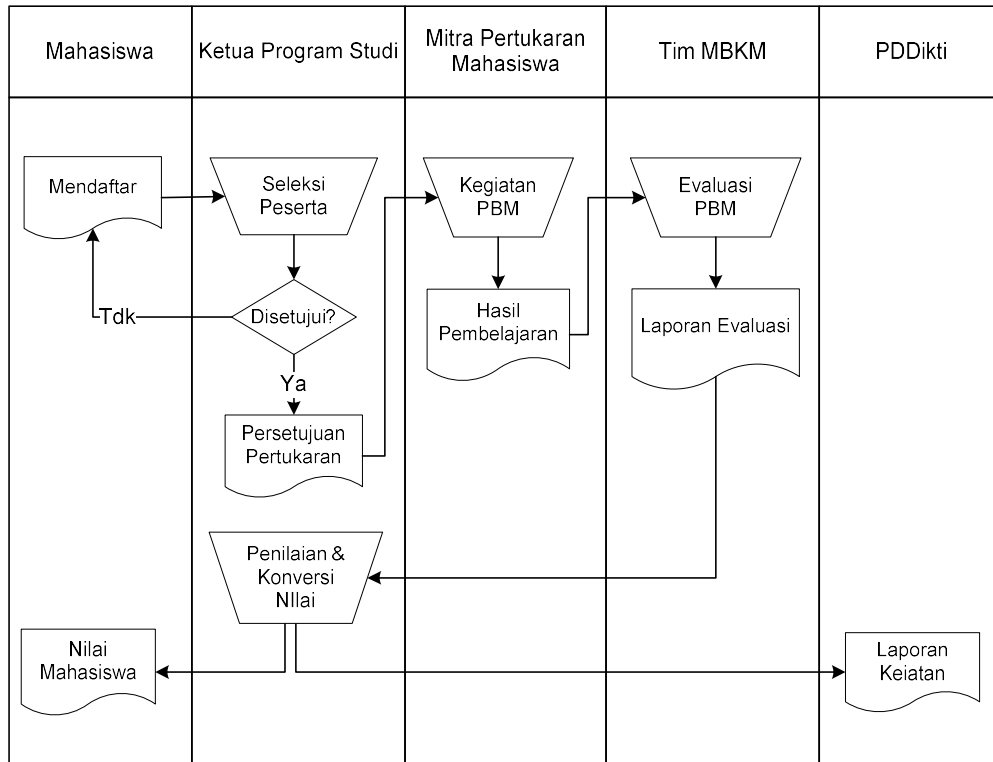 Mahasiswa
Ketua Program Studi
Mitra Pertukaran
Mahasiswa
Tim MBKM
PDDikti
Mendaftar
Seleksi
Peserta
Kegiatan
PBM
Evaluasi
PBM
Tdk
Disetujui?
Hasil
Pembelajaran
Laporan Evaluasi
Ya
Persetujuan
Pertukaran
Penilaian &
Konversi
NIlai
Nilai
Mahasiswa
Laporan
Keiatan